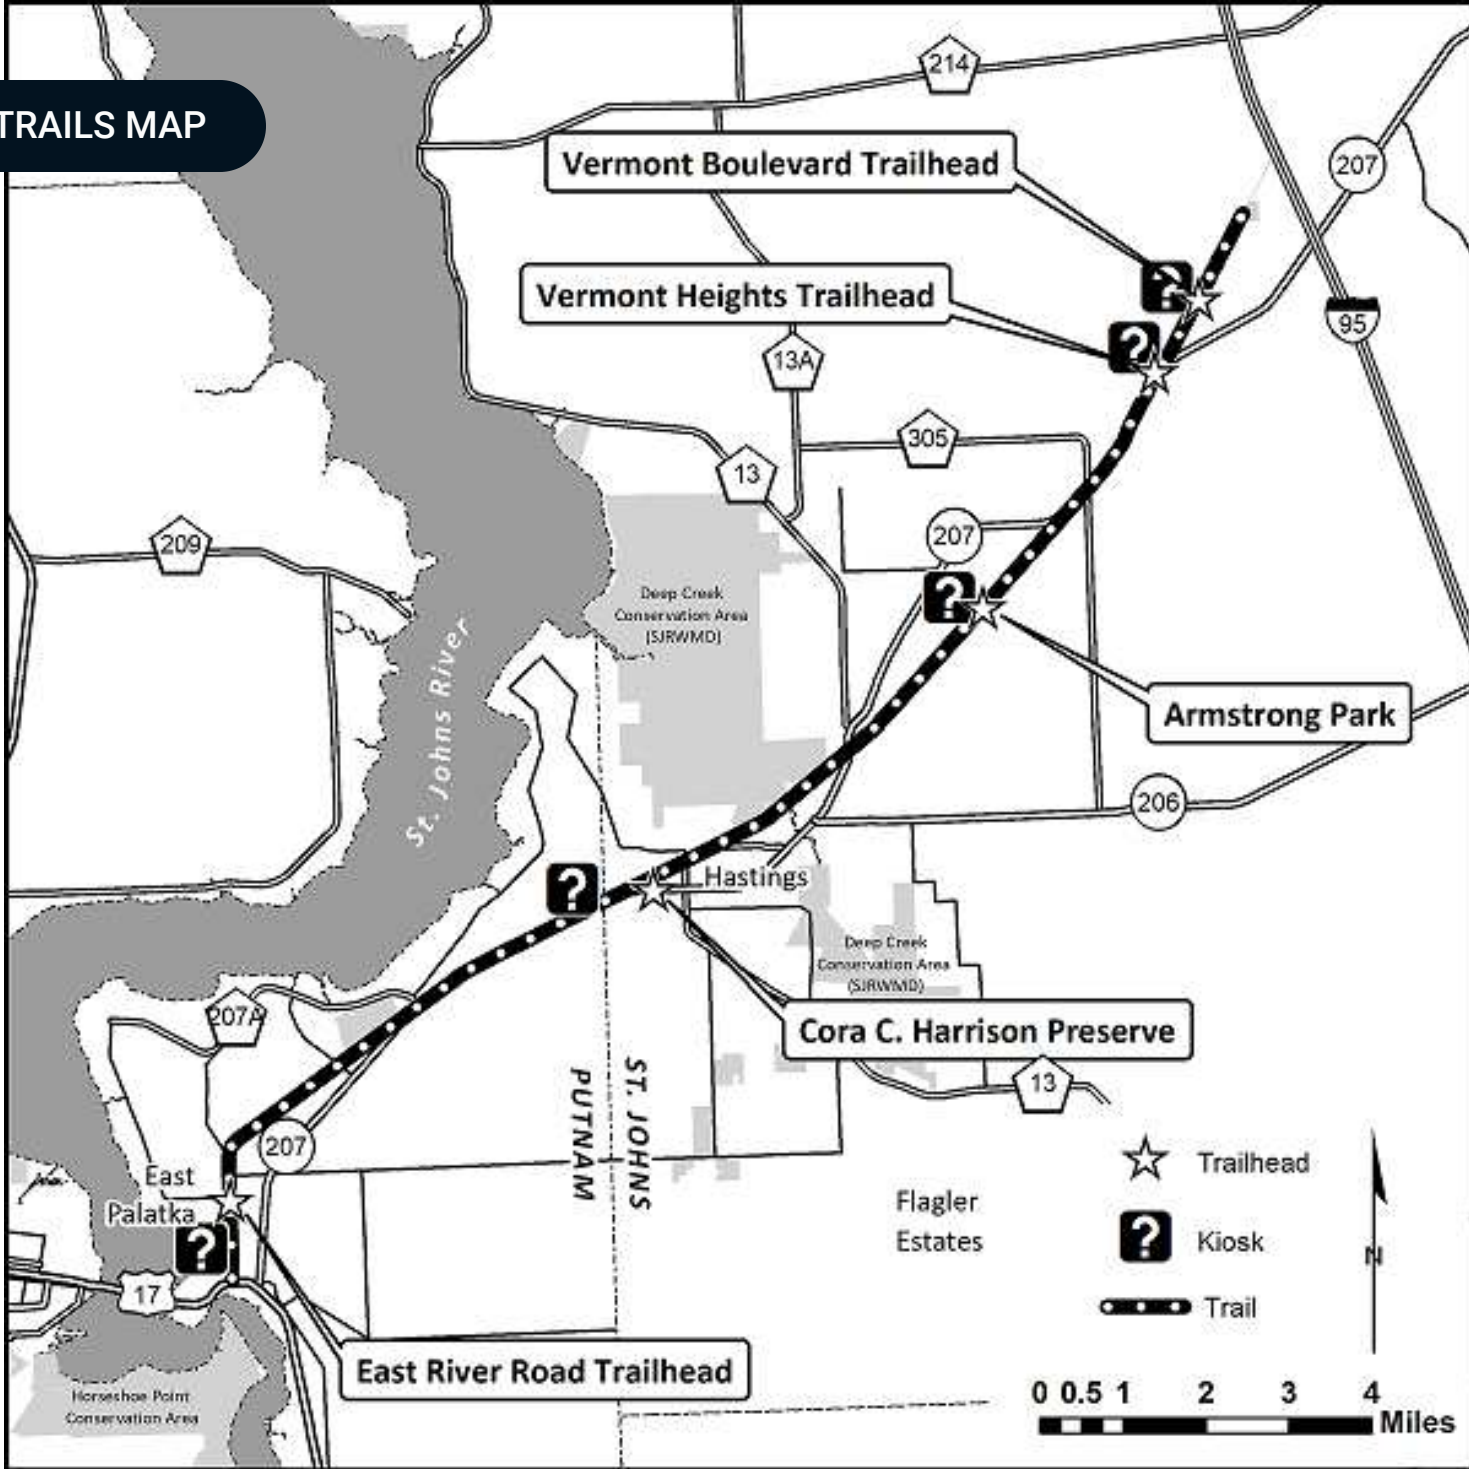 214
TRAILS MAP
Vermont Boulevard Trailhead
207
Vermont Heights Trailhead
95
13A
305
13
207
209
Deep Creek
Conservation Area
(SJRWMD)
St. Johns River
Armstrong Park
206
Hastings
Deep Creek
Conservation Area
(SJRWMD)
207A
Cora C. Harrison Preserve
13
PUTNAM
ST. JOHNS
207
East
Palatka
Flagler
Estates
Trailhead
Kiosk
N
Trail
17
East River Road Trailhead
Horseshoe Point
Conservation Area
0 0.5 1 2 3 4
Miles